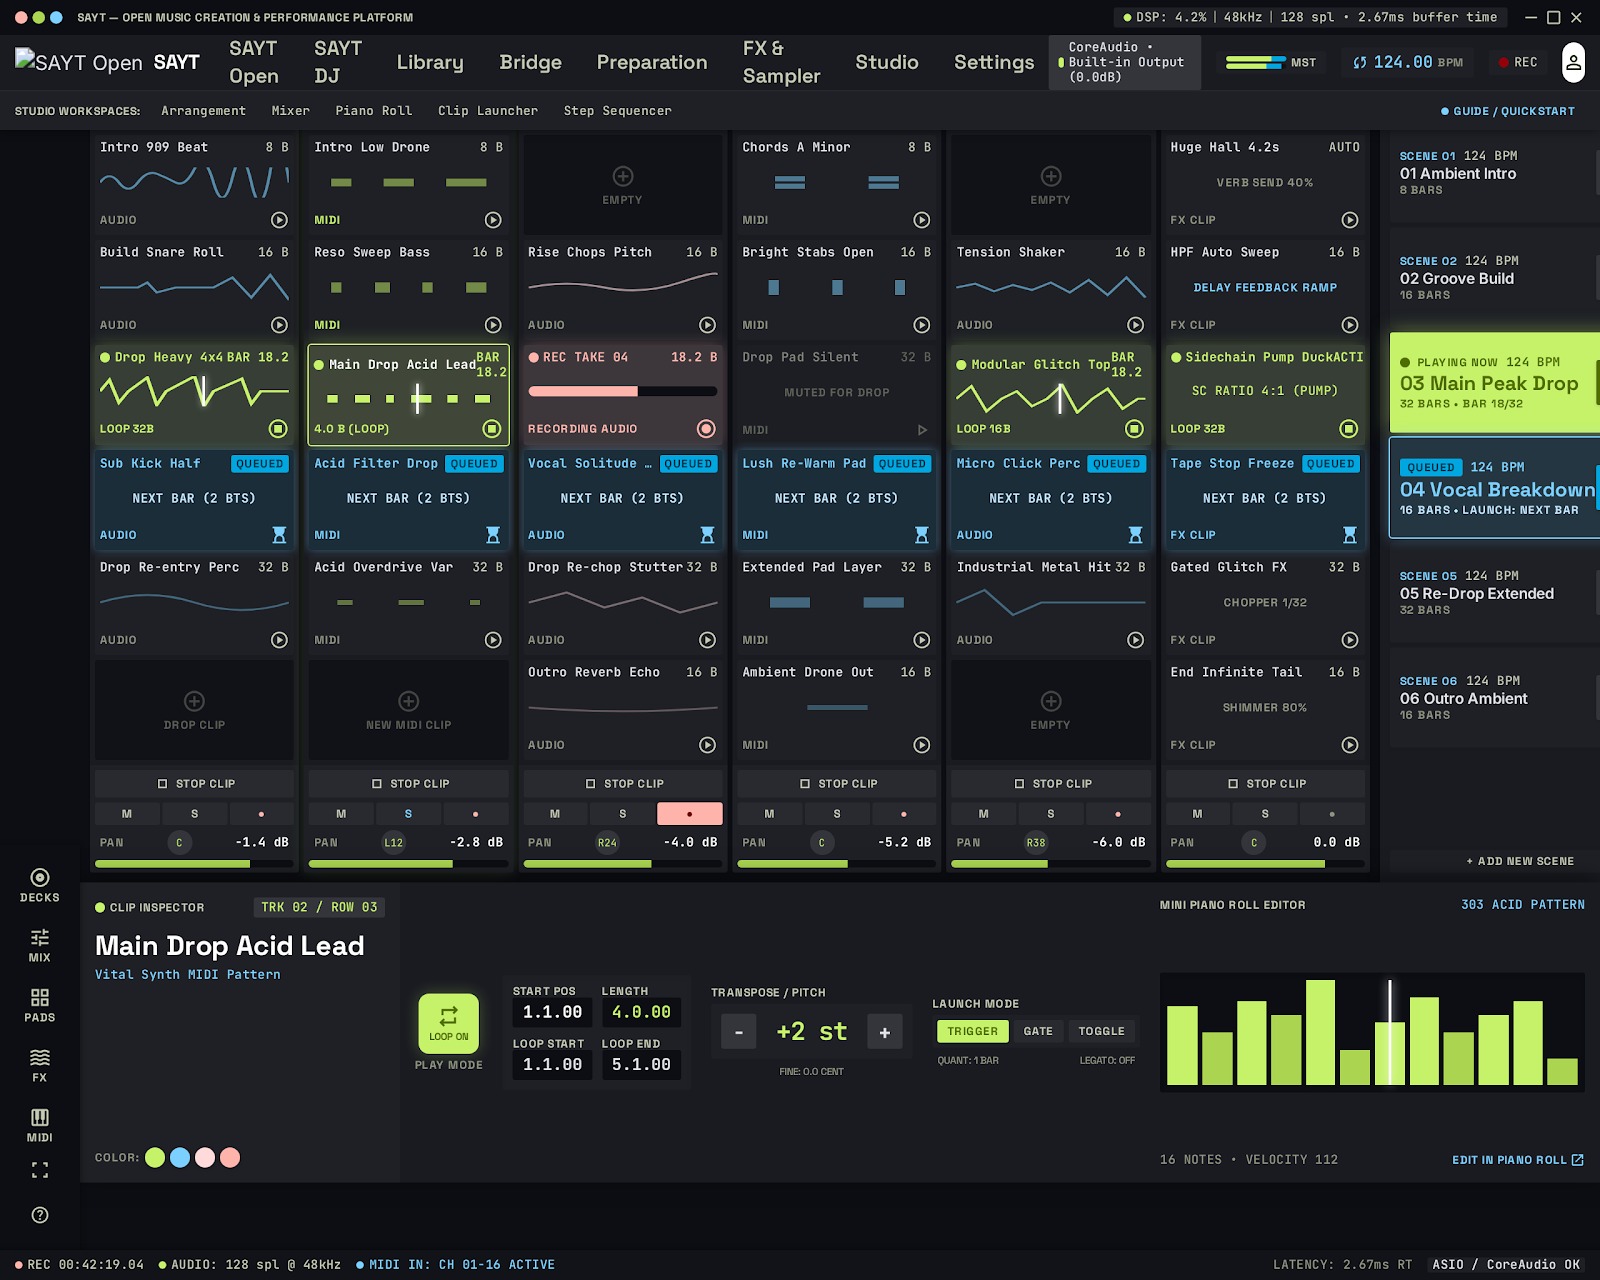 SAYT — OPEN MUSIC CREATION & PERFORMANCE PLATFORM
DSP: 4.2% | 48kHz | 128 spl • 2.67ms buffer time
SAYT Open
SAYT
SAYT Open
SAYT DJ
Library
Bridge
Preparation
FX & Sampler
Studio
Settings
CoreAudio •
Built-in Output
(0.0dB)
MST
124.00 BPM
REC
STUDIO WORKSPACES:
Arrangement
Mixer
Piano Roll
Clip Launcher
Step Sequencer
GUIDE / QUICKSTART
Intro 909 Beat 8 B
AUDIO
Intro Low Drone 8 B
MIDI
EMPTY
Chords A Minor 8 B
MIDI
EMPTY
Huge Hall 4.2s AUTO
VERB SEND 40%
FX CLIP
SCENE 01 124 BPM
01 Ambient Intro
8 BARS
Build Snare Roll 16 B
AUDIO
Reso Sweep Bass 16 B
MIDI
Rise Chops Pitch 16 B
AUDIO
Bright Stabs Open 16 B
MIDI
Tension Shaker 16 B
AUDIO
HPF Auto Sweep 16 B
DELAY FEEDBACK RAMP
FX CLIP
SCENE 02 124 BPM
02 Groove Build
16 BARS
Drop Heavy 4x4 BAR 18.2
LOOP 32B
Main Drop Acid Lead BAR 18.2
4.0 B (LOOP)
REC TAKE 04 18.2 B
RECORDING AUDIO
Drop Pad Silent 32 B
MUTED FOR DROP
MIDI
Modular Glitch Top BAR 18.2
LOOP 16B
Sidechain Pump Duck ACTI
SC RATIO 4:1 (PUMP)
LOOP 32B
PLAYING NOW 124 BPM
03 Main Peak Drop
32 BARS • BAR 18/32
Sub Kick Half QUEUED
NEXT BAR (2 BTS)
AUDIO
Acid Filter Drop QUEUED
NEXT BAR (2 BTS)
MIDI
Vocal Solitude … QUEUED
NEXT BAR (2 BTS)
AUDIO
Lush Re-Warm Pad QUEUED
NEXT BAR (2 BTS)
MIDI
Micro Click Perc QUEUED
NEXT BAR (2 BTS)
AUDIO
Tape Stop Freeze QUEUED
NEXT BAR (2 BTS)
FX CLIP
QUEUED 124 BPM
04 Vocal Breakdown
16 BARS • LAUNCH: NEXT BAR
Drop Re-entry Perc 32 B
AUDIO
Acid Overdrive Var 32 B
MIDI
Drop Re-chop Stutter 32 B
AUDIO
Extended Pad Layer 32 B
MIDI
Industrial Metal Hit 32 B
AUDIO
Gated Glitch FX 32 B
CHOPPER 1/32
FX CLIP
SCENE 05 124 BPM
05 Re-Drop Extended
32 BARS
DROP CLIP
NEW MIDI CLIP
Outro Reverb Echo 16 B
AUDIO
Ambient Drone Out 16 B
MIDI
EMPTY
End Infinite Tail 16 B
SHIMMER 80%
FX CLIP
SCENE 06 124 BPM
06 Outro Ambient
16 BARS
STOP CLIP
M S
PAN C -1.4 dB
STOP CLIP
M S
PAN L12 -2.8 dB
STOP CLIP
M S
PAN R24 -4.0 dB
STOP CLIP
M S
PAN C -5.2 dB
STOP CLIP
M S
PAN R38 -6.0 dB
STOP CLIP
M S
PAN C 0.0 dB
+ ADD NEW SCENE
DECKS
MIX
PADS
FX
MIDI
CLIP INSPECTOR
TRK 02 / ROW 03
Main Drop Acid Lead
Vital Synth MIDI Pattern
COLOR:
LOOP ON
PLAY MODE
START POS
1.1.00
LENGTH
4.0.00
LOOP START
1.1.00
LOOP END
5.1.00
TRANSPOSE / PITCH
- +2 st +
FINE: 0.0 CENT
LAUNCH MODE
TRIGGER GATE TOGGLE
QUANT: 1 BAR
LEGATO: OFF
MINI PIANO ROLL EDITOR
303 ACID PATTERN
16 NOTES • VELOCITY 112
EDIT IN PIANO ROLL
REC 00:42:19.04
AUDIO: 128 spl @ 48kHz
MIDI IN: CH 01-16 ACTIVE
LATENCY: 2.67ms RT
ASIO / CoreAudio OK